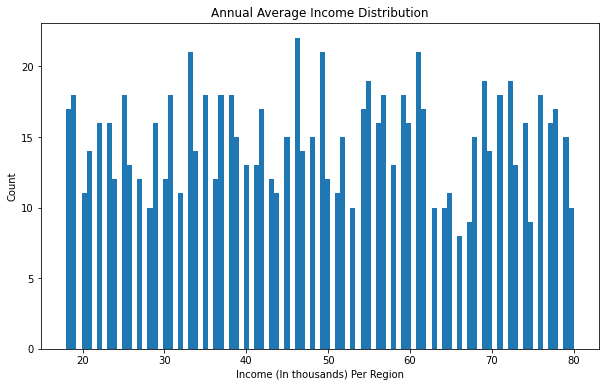 Annual Average Income Distribution
Count
20
15
10
5
0
20 30 40 50 60 70 80
Income (In thousands) Per Region